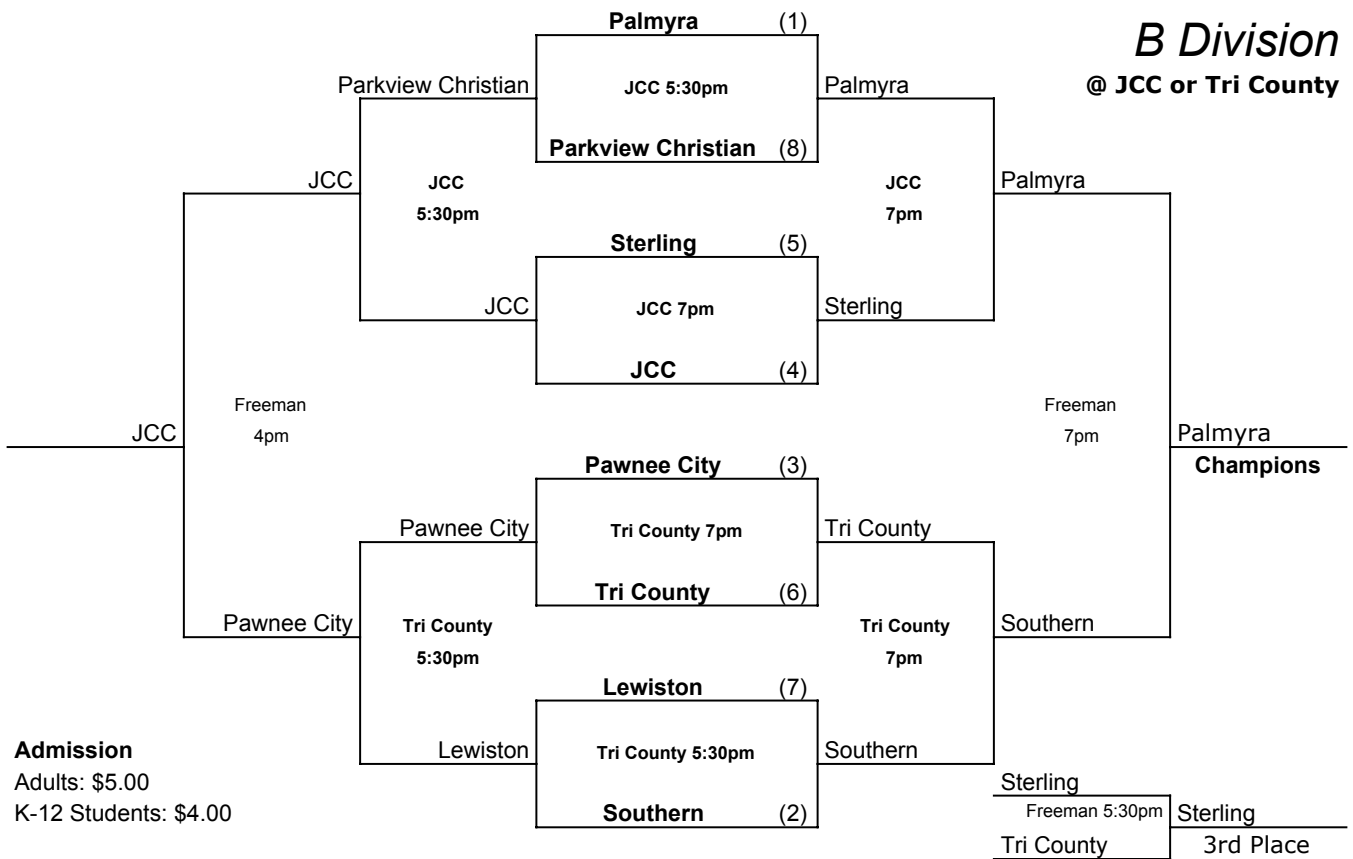 Palmyra (1)
B Division
@ JCC or Tri County
Parkview Christian JCC 5:30pm Palmyra
Parkview Christian (8)
JCC JCC JCC Palmyra
5:30pm 7pm
Sterling (5)
JCC JCC 7pm Sterling
JCC (4)
Freeman Freeman
JCC 4pm 7pm Palmyra
Pawnee City (3) Champions
Pawnee City Tri County 7pm Tri County
Tri County (6)
Pawnee City Tri County Tri County Southern
5:30pm 7pm
Lewiston (7)
Admission Lewiston Tri County 5:30pm Southern
Adults: $5.00 Sterling
K-12 Students: $4.00 Southern (2) Freeman 5:30pm Sterling
Tri County 3rd Place